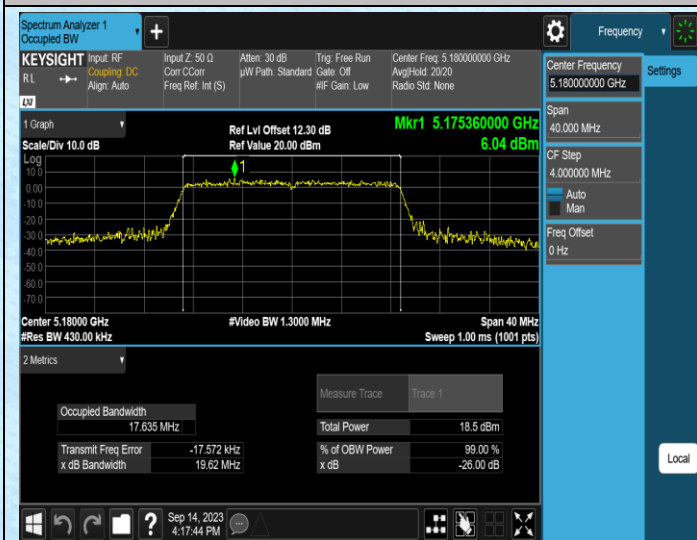 Spectrum Analyzer 1
Occupied BW
Frequency
KEYSIGHT
RL
LXI
Input: RF
Coupling: DC
Align: Auto
Input Z: 50 Ω
Corr CCorr
Freq Ref: Int (S)
Atten: 30 dB
µW Path: Standard
Trig: Free Run
Gate: Off
#IF Gain: Low
Center Freq: 5.180000000 GHz
Avg|Hold: 20/20
Radio Std: None
Center Frequency
5.180000000 GHz
Settings
Span
40.000 MHz
CF Step
4.000000 MHz
Auto
Man
Freq Offset
0 Hz
Local
1 Graph
Scale/Div 10.0 dB
Ref Lvl Offset 12.30 dB
Ref Value 20.00 dBm
Mkr1 5.175360000 GHz
6.04 dBm
Log
10.0
0.00
-10.0
-20.0
-30.0
-40.0
-50.0
-60.0
-70.0
1
Center 5.18000 GHz
#Res BW 430.00 kHz
#Video BW 1.3000 MHz
Span 40 MHz
Sweep 1.00 ms (1001 pts)
2 Metrics
Measure Trace Trace 1
Occupied Bandwidth
17.635 MHz
Total Power 18.5 dBm
Transmit Freq Error -17.572 kHz
% of OBW Power 99.00 %
x dB Bandwidth 19.62 MHz
x dB -26.00 dB
?
Sep 14, 2023
4:17:44 PM